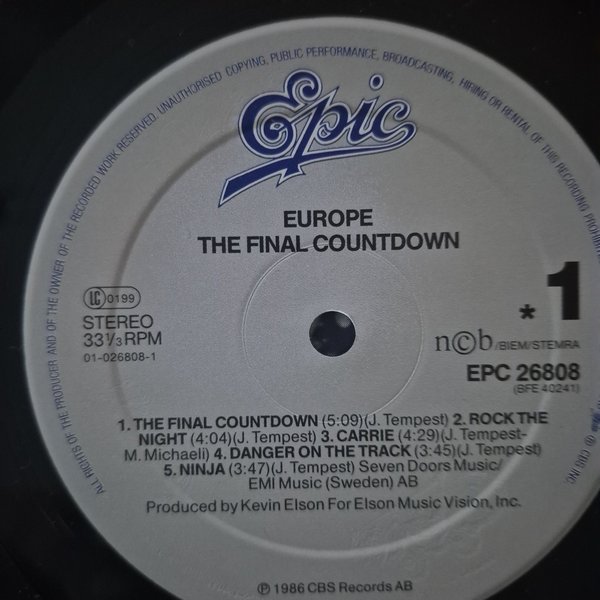 ALL RIGHTS OF THE PRODUCER AND OF THE OWNER OF THE RECORDED WORK RESERVED. UNAUTHORISED COPYING, PUBLIC PERFORMANCE, BROADCASTING, HIRING OR RENTAL OF THIS RECORDING PROHIBITED
CBS INC.
Epic
EUROPE
THE FINAL COUNTDOWN
LC 0199
STEREO
33⅓ RPM
01-026808-1
* 1
n©b/BIEM/STEMRA
EPC 26808
(BFE 40241)
1. THE FINAL COUNTDOWN (5:09)(J. Tempest) 2. ROCK THE
NIGHT (4:04)(J. Tempest) 3. CARRIE (4:29)(J. Tempest-
M. Michaeli) 4. DANGER ON THE TRACK (3:45)(J. Tempest)
5. NINJA (3:47)(J. Tempest) Seven Doors Music/
EMI Music (Sweden) AB
Produced by Kevin Elson For Elson Music Vision, Inc.
℗ 1986 CBS Records AB